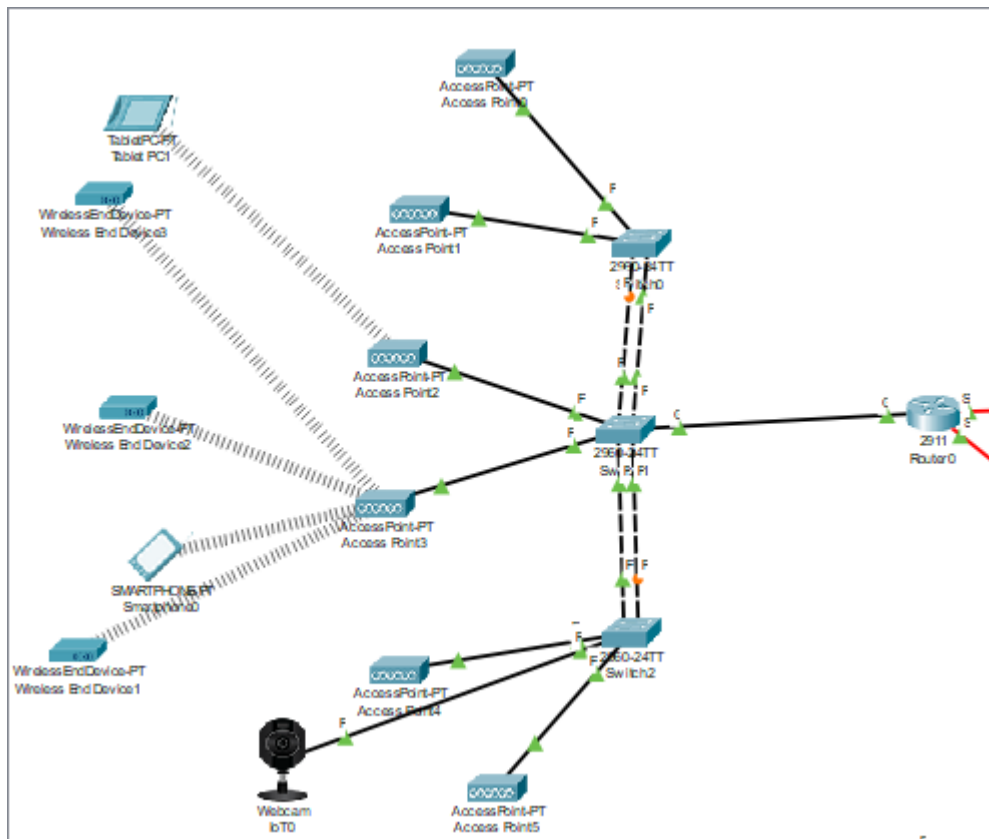 AccessPoint-PT
Access Point0
TabletPC-PT
Tablet PC1
WirelessEndDevice-PT
Wireless End Device3
F
F
AccessPoint-PT
Access Point1
2960-24TT
Switch0
F
F
F
AccessPoint-PT
Access Point2
F
WirelessEndDevice-PT
Wireless End Device2
F
2960-24TT
2911
Router0
AccessPoint-PT
Access Point3
F
F
SMARTPHONE-PT
Smartphone0
WirelessEndDevice-PT
Wireless End Device1
F
F
2960-24TT
Switch2
AccessPoint-PT
Access Point4
F
Webcam
IoT0
AccessPoint-PT
Access Point5